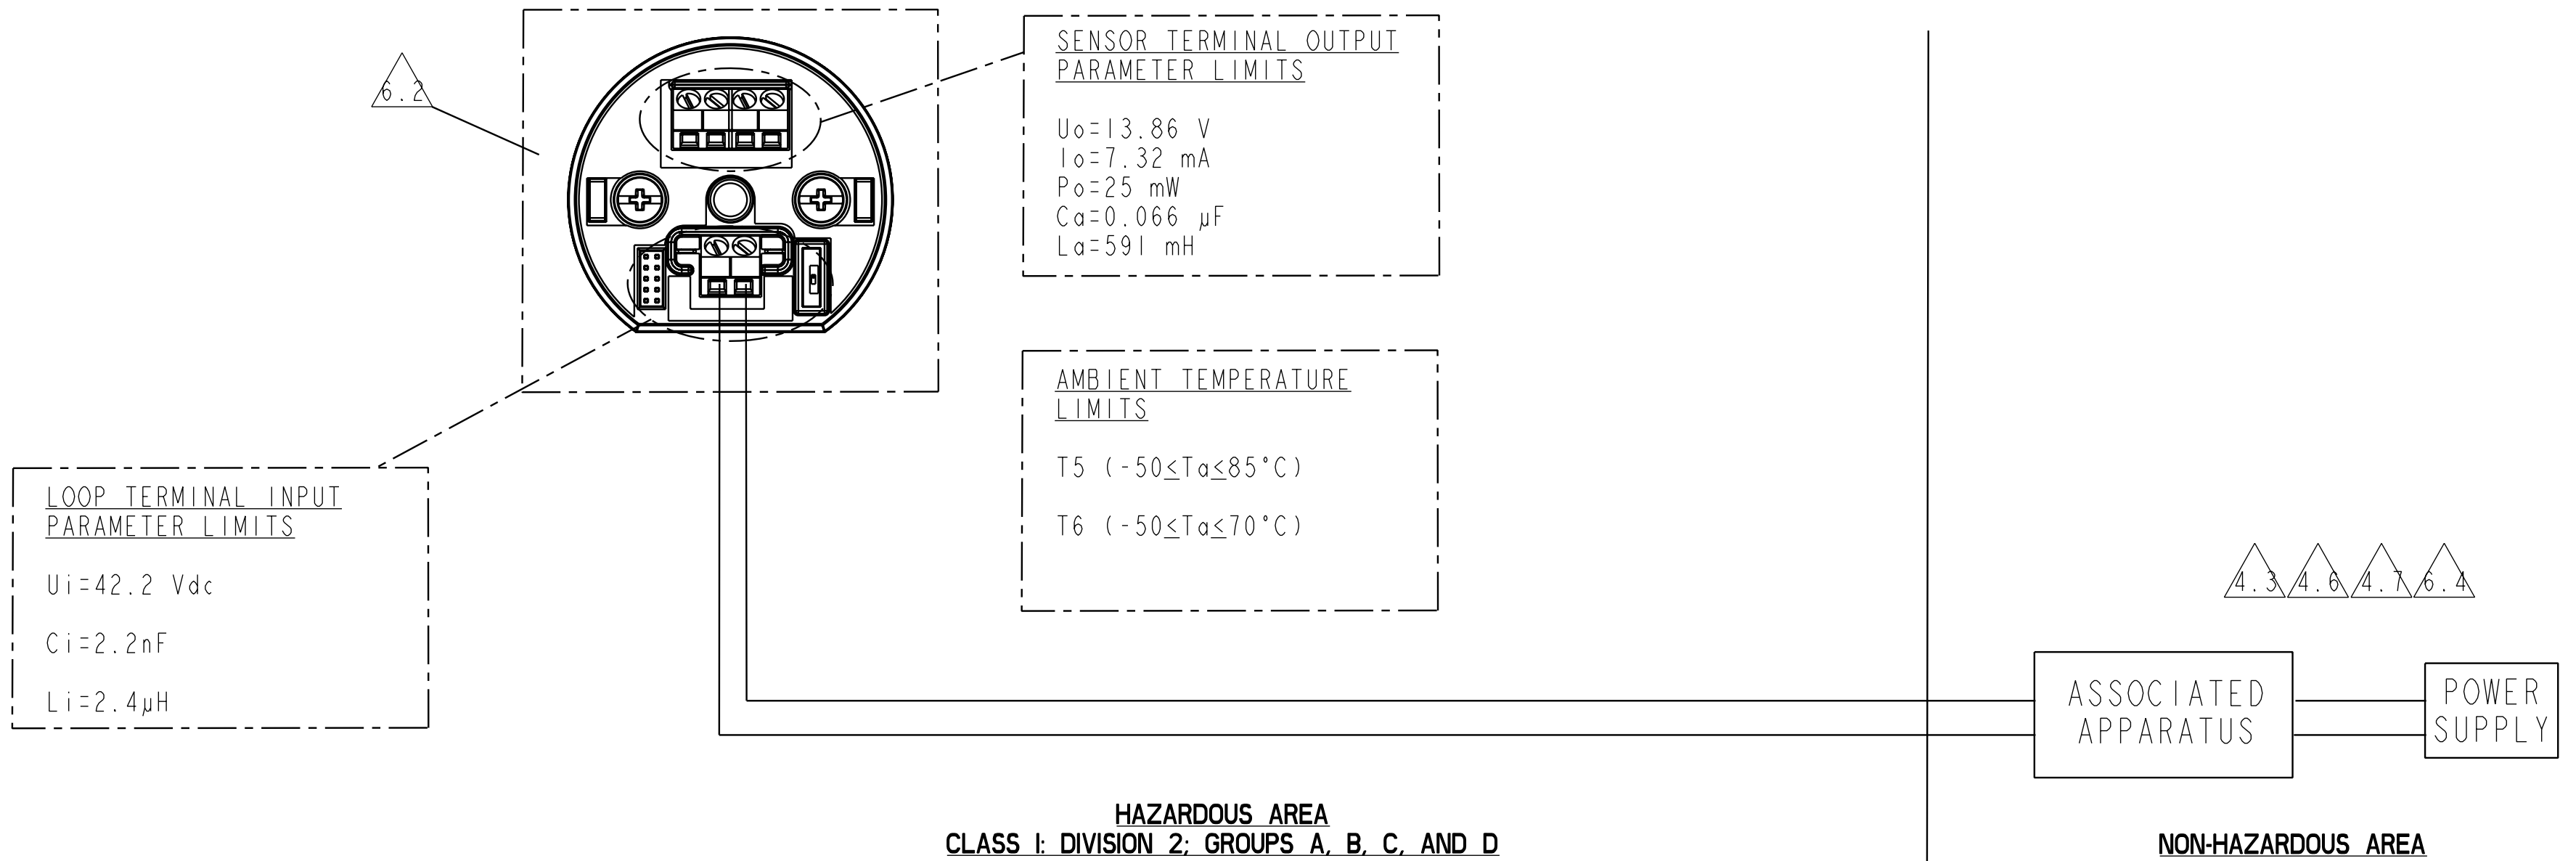 6.2
SENSOR TERMINAL OUTPUT
PARAMETER LIMITS
Uo=13.86 V
Io=7.32 mA
Po=25 mW
Ca=0.066 µF
La=591 mH
AMBIENT TEMPERATURE
LIMITS
T5 (-50≤Ta≤85°C)
T6 (-50≤Ta≤70°C)
LOOP TERMINAL INPUT
PARAMETER LIMITS
Ui=42.2 Vdc
Ci=2.2nF
Li=2.4µH
4.3 4.6 4.7 6.4
ASSOCIATED
APPARATUS
POWER
SUPPLY
HAZARDOUS AREA
CLASS I: DIVISION 2; GROUPS A, B, C, AND D
NON-HAZARDOUS AREA